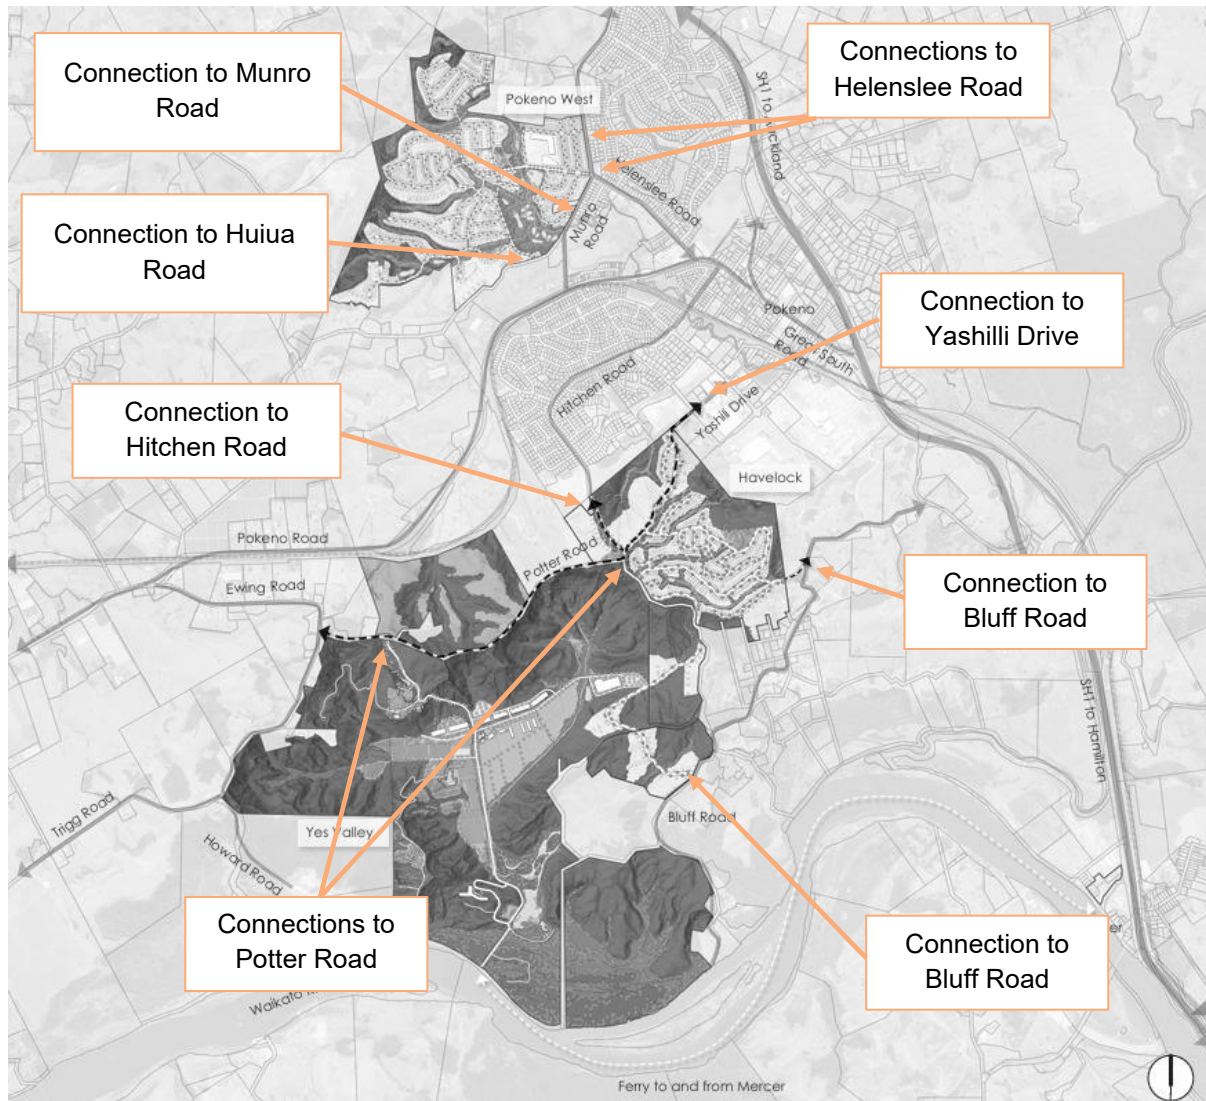 Connection to Munro
Road
Connections to
Helenslee Road
Pokeno West
SH1 to Auckland
Helenslee Road
Munro
Road
Connection to Huiua
Road
Connection to
Yashilli Drive
Pokeno
Great South
Road
Hitchen Road
Connection to
Hitchen Road
Yashili Drive
Havelock
Pokeno Road
Potter Road
Ewing Road
Connection to
Bluff Road
SH1 to Hamilton
Trigg Road
Yes Valley
Bluff Road
Howard Road
Connections to
Potter Road
Connection to
Bluff Road
Waikato
Ferry to and from Mercer